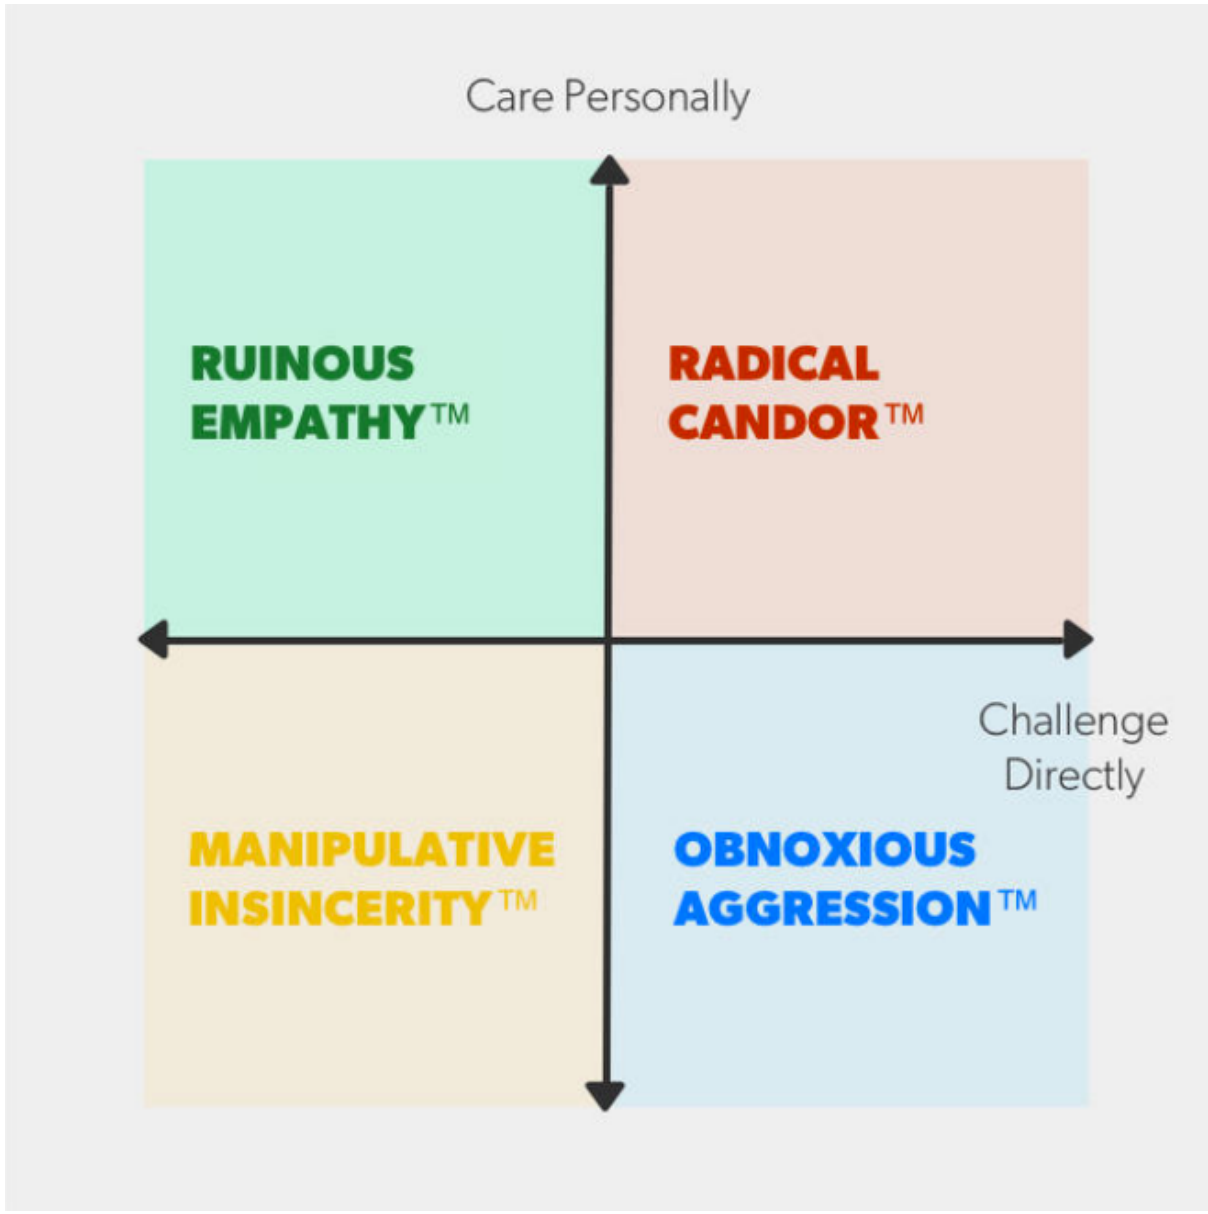 Care Personally
RUINOUS
EMPATHY™
RADICAL
CANDOR™
Challenge
Directly
MANIPULATIVE
INSINCERITY™
OBNOXIOUS
AGGRESSION™